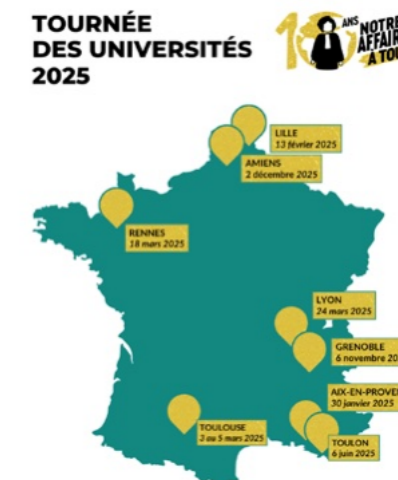 TOURNÉE
DES UNIVERSITÉS
2025
10 ANS
NOTRE
AFFAIRE
À TOU
LILLE
13 février 2025
AMIENS
2 décembre 2025
RENNES
18 mars 2025
LYON
24 mars 2025
GRENOBLE
6 novembre 20
AIX-EN-PROVE
30 janvier 2025
TOULOUSE
3 au 5 mars 2025
TOULON
6 juin 2025